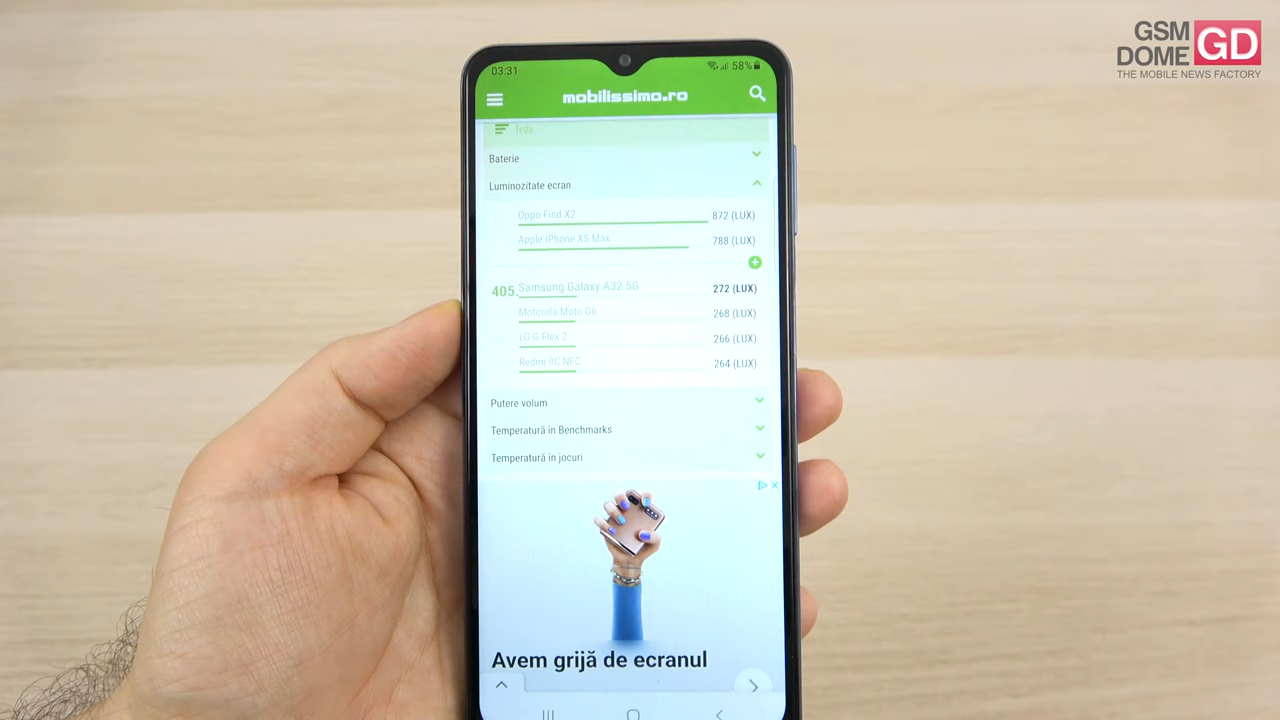 GSM
DOME GD
THE MOBILE NEWS FACTORY
03:31 58%
mobilissimo.ro
Teste
Baterie
Luminozitate ecran
Oppo Find X2 872 (LUX)
Apple iPhone XS Max 788 (LUX)
405. Samsung Galaxy A32 5G 272 (LUX)
Motorola Moto G6 268 (LUX)
LG G Flex 2 266 (LUX)
Redmi 9C NFC 264 (LUX)
Putere volum
Temperatură in Benchmarks
Temperatură in jocuri
Avem grijă de ecranul